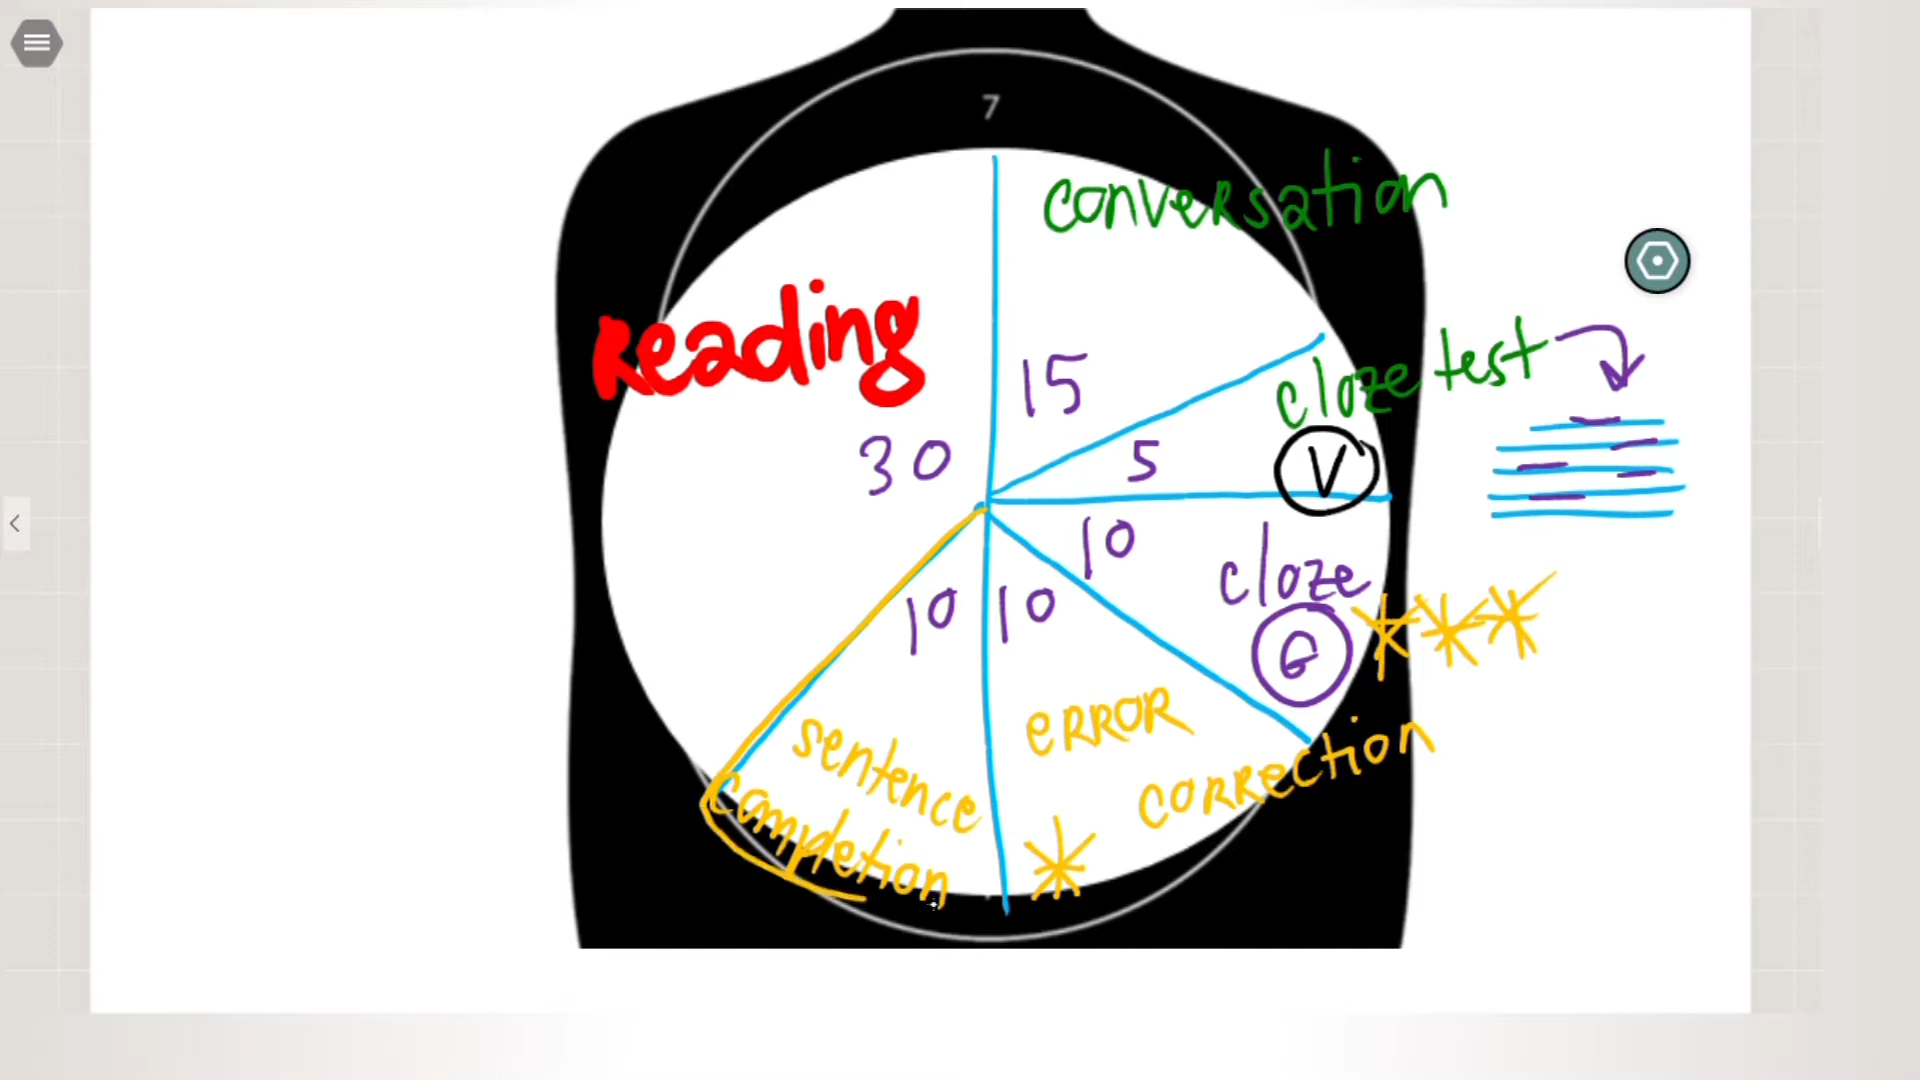 7
conversation
Reading
cloze test
15
30
5
V
10
cloze
G
10
10
ERROR
correction
sentence
completion